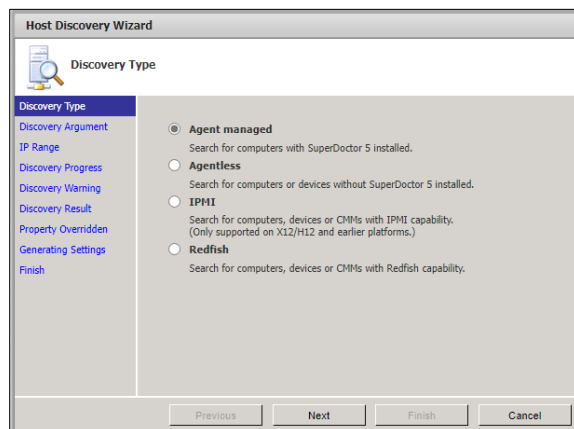 Host Discovery Wizard
Discovery Type
Discovery Type
Discovery Argument
IP Range
Discovery Progress
Discovery Warning
Discovery Result
Property Overridden
Generating Settings
Finish
Agent managed
Search for computers with SuperDoctor 5 installed.
Agentless
Search for computers or devices without SuperDoctor 5 installed.
IPMI
Search for computers, devices or CMMs with IPMI capability.
(Only supported on X12/H12 and earlier platforms.)
Redfish
Search for computers, devices or CMMs with Redfish capability.
Previous
Next
Finish
Cancel